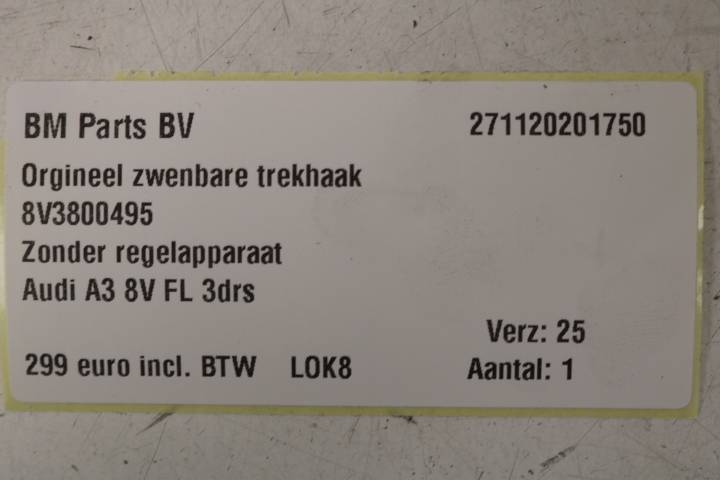 BM Parts BV 271120201750
Orgineel zwenbare trekhaak
8V3800495
Zonder regelapparaat
Audi A3 8V FL 3drs
Verz: 25
299 euro incl. BTW LOK8 Aantal: 1